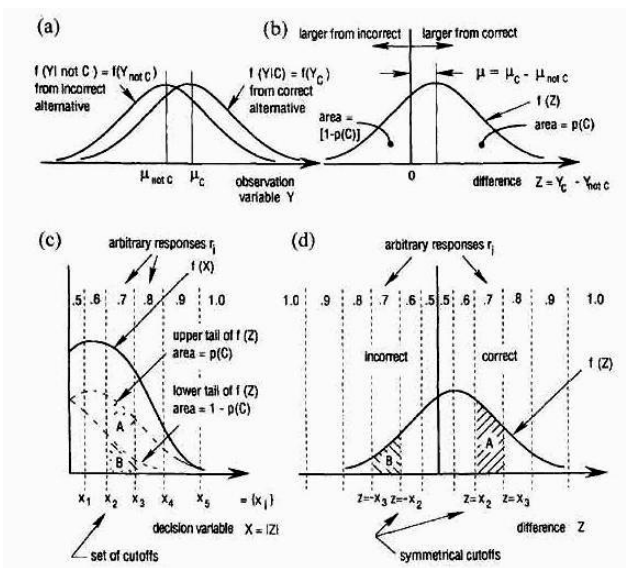 (a)
f (Y| not C ) = f(Y not C )
from incorrect
alternative
f (Y|C) = f(Y C )
from correct
alternative
μ not C
μ C
observation
variable Y
(b)
larger from incorrect
larger from correct
μ = μ C - μ not C
f (Z)
area =
[1-p(C)]
area = p(C)
0
difference Z = Y C - Y not C
(c)
arbitrary responses r i
f (X)
.5 .6 .7 .8 .9 1.0
upper tail of f (Z)
area = p(C)
lower tail of f (Z)
area = 1 - p(C)
A
B
x 1 x 2 x 3 x 4 x 5 = {x i }
decision variable X = |Z|
set of cutoffs
(d)
arbitrary responses r i
1.0 .9 .8 .7 .6 .5 .5 .6 .7 .8 .9 1.0
incorrect
correct
f (Z)
B
A
z=-x 3 z=-x 2 z=x 2 z=x 3
difference Z
symmetrical cutoffs